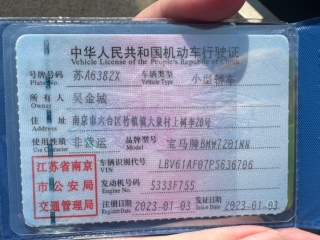 中华人民共和国机动车行驶证
Vehicle License of the People's Republic of China
号牌号码 苏A6382X 车辆类型 小型轿车
Plate No. Vehicle Type
所有人 吴金城
Owner
住址 南京市六合区竹镇镇大泉村上枫李20号
Address
使用性质 非营运 品牌型号 宝马牌BMW7201NN
Use Character Model
江苏省南京市公安局交通管理局
车辆识别代号 LBV61AF07PS636706
VIN
发动机号码 5333F755
Engine No.
注册日期 2023-01-03 发证日期 2023-01-03
Register Date Issue Date